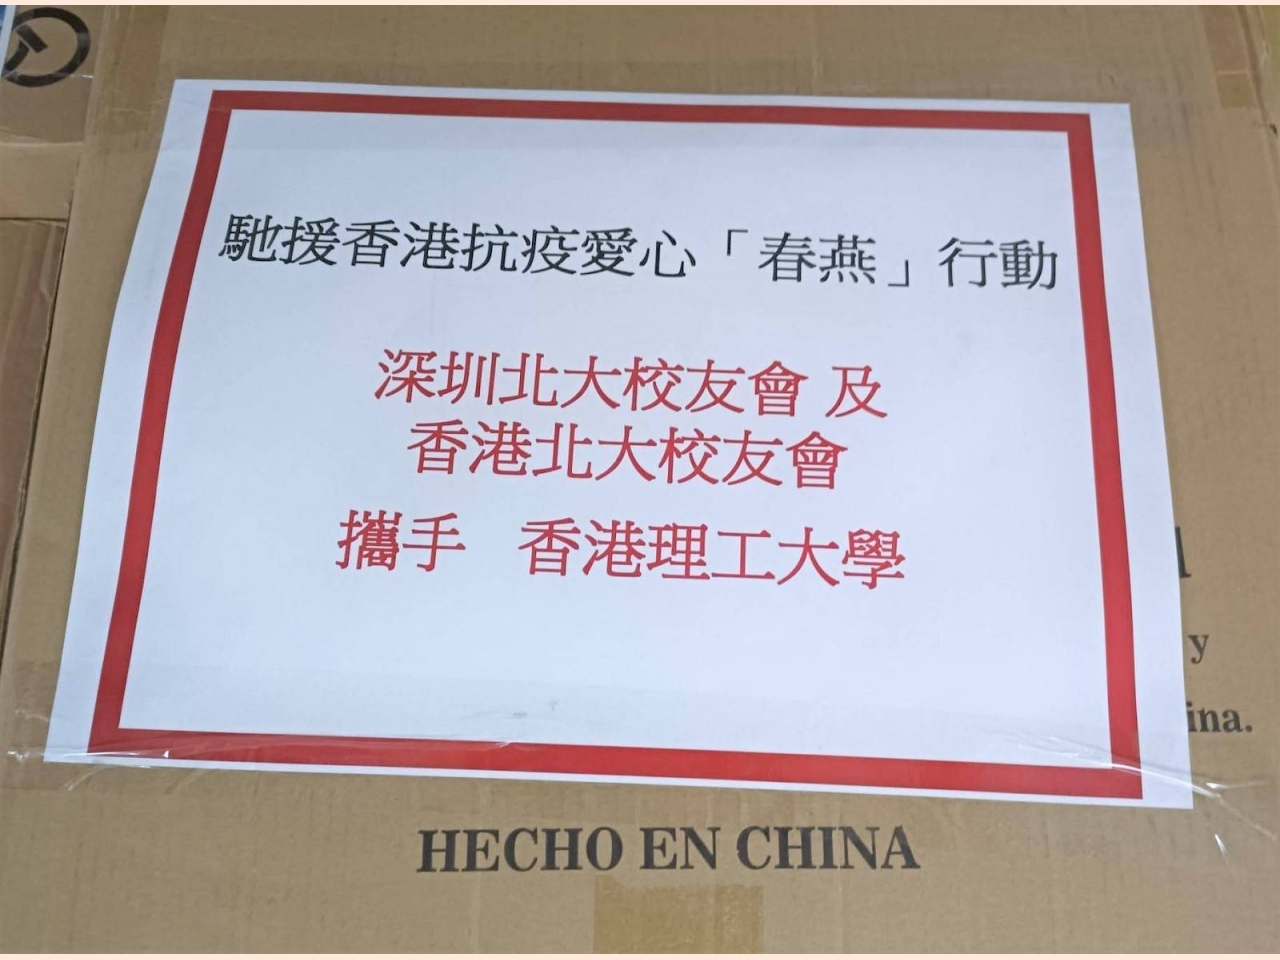 馳援香港抗疫愛心「春燕」行動
深圳北大校友會 及
香港北大校友會
攜手 香港理工大學
y
ina.
HECHO EN CHINA